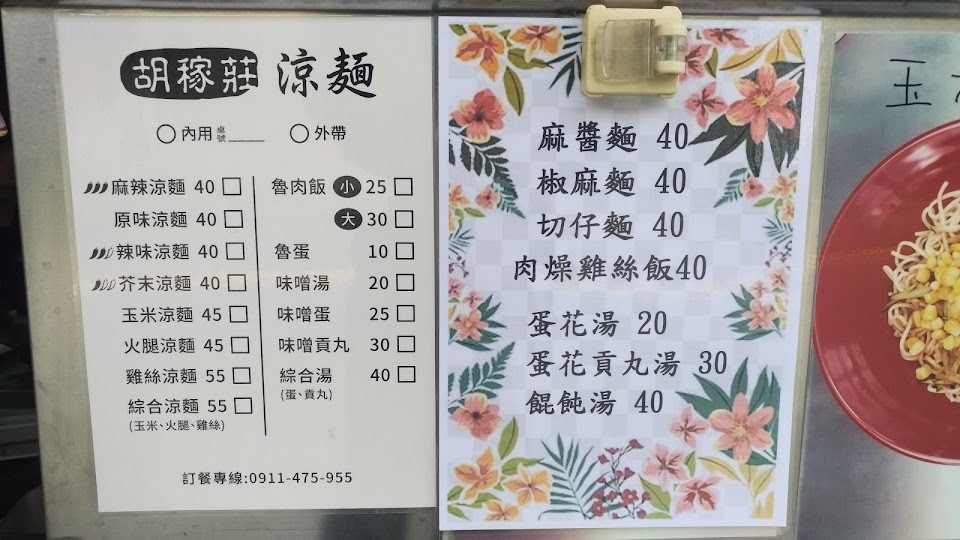 胡稼莊 涼麵
內用 桌號____ 外帶
麻辣涼麵 40
原味涼麵 40
辣味涼麵 40
芥末涼麵 40
玉米涼麵 45
火腿涼麵 45
雞絲涼麵 55
綜合涼麵 55
(玉米、火腿、雞絲)
魯肉飯 小 25
大 30
魯蛋 10
味噌湯 20
味噌蛋 25
味噌貢丸 30
綜合湯 40
(蛋、貢丸)
訂餐專線:0911-475-955
麻醬麵 40
椒麻麵 40
切仔麵 40
肉燥雞絲飯40
蛋花湯 20
蛋花貢丸湯 30
餛飩湯 40
玉